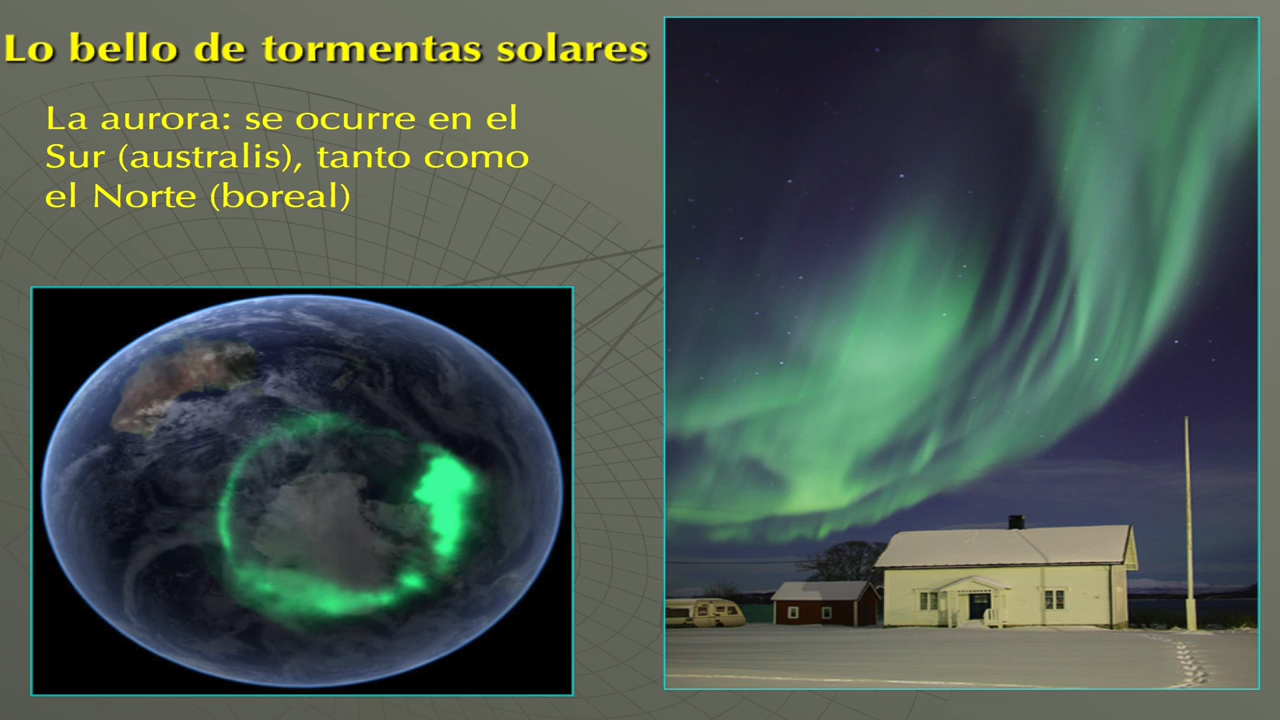 Lo bello de tormentas solares
La aurora: se ocurre en el
Sur (australis), tanto como
el Norte (boreal)